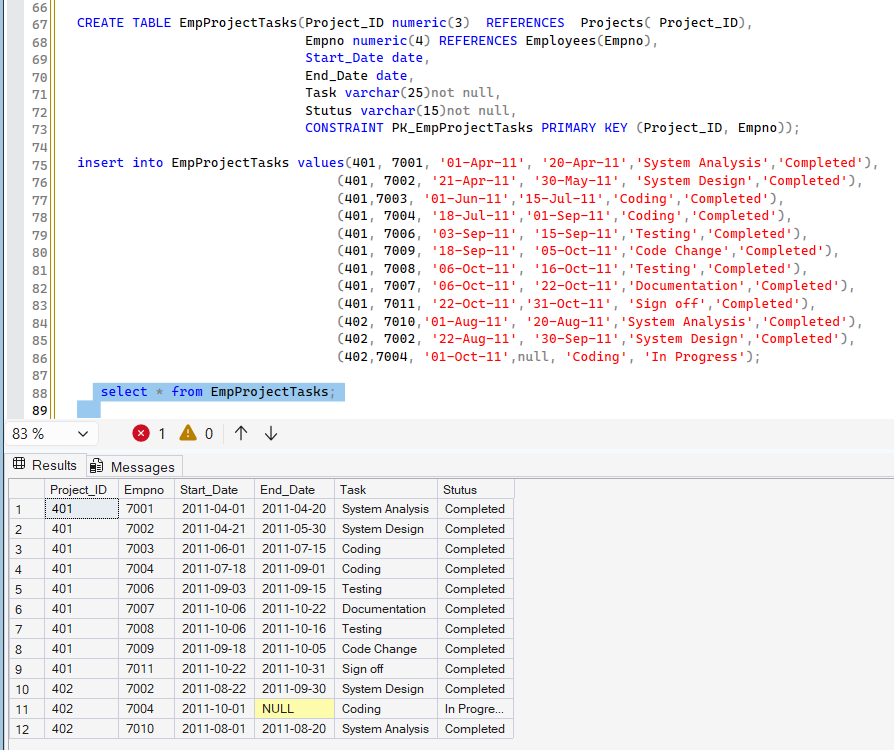 66
67 CREATE TABLE EmpProjectTasks(Project_ID numeric(3)  REFERENCES  Projects( Project_ID),
68 Empno numeric(4) REFERENCES Employees(Empno),
69 Start_Date date,
70 End_Date date,
71 Task varchar(25)not null,
72 Stutus varchar(15)not null,
73 CONSTRAINT PK_EmpProjectTasks PRIMARY KEY (Project_ID, Empno));
74
75 insert into EmpProjectTasks values(401, 7001, '01-Apr-11', '20-Apr-11','System Analysis','Completed'),
76 (401, 7002, '21-Apr-11', '30-May-11', 'System Design','Completed'),
77 (401,7003, '01-Jun-11','15-Jul-11','Coding','Completed'),
78 (401, 7004, '18-Jul-11','01-Sep-11','Coding','Completed'),
79 (401, 7006, '03-Sep-11', '15-Sep-11','Testing','Completed'),
80 (401, 7009, '18-Sep-11', '05-Oct-11','Code Change','Completed'),
81 (401, 7008, '06-Oct-11', '16-Oct-11','Testing','Completed'),
82 (401, 7007, '06-Oct-11', '22-Oct-11','Documentation','Completed'),
83 (401, 7011, '22-Oct-11','31-Oct-11', 'Sign off','Completed'),
84 (402, 7010,'01-Aug-11', '20-Aug-11','System Analysis','Completed'),
85 (402, 7002, '22-Aug-11', '30-Sep-11','System Design','Completed'),
86 (402,7004, '01-Oct-11',null, 'Coding', 'In Progress');
87
88 select * from EmpProjectTasks;
89
83 % 1 0
Results Messages
Project_ID Empno Start_Date End_Date Task Stutus
1 401 7001 2011-04-01 2011-04-20 System Analysis Completed
2 401 7002 2011-04-21 2011-05-30 System Design Completed
3 401 7003 2011-06-01 2011-07-15 Coding Completed
4 401 7004 2011-07-18 2011-09-01 Coding Completed
5 401 7006 2011-09-03 2011-09-15 Testing Completed
6 401 7007 2011-10-06 2011-10-22 Documentation Completed
7 401 7008 2011-10-06 2011-10-16 Testing Completed
8 401 7009 2011-09-18 2011-10-05 Code Change Completed
9 401 7011 2011-10-22 2011-10-31 Sign off Completed
10 402 7002 2011-08-22 2011-09-30 System Design Completed
11 402 7004 2011-10-01 NULL Coding In Progre...
12 402 7010 2011-08-01 2011-08-20 System Analysis Completed